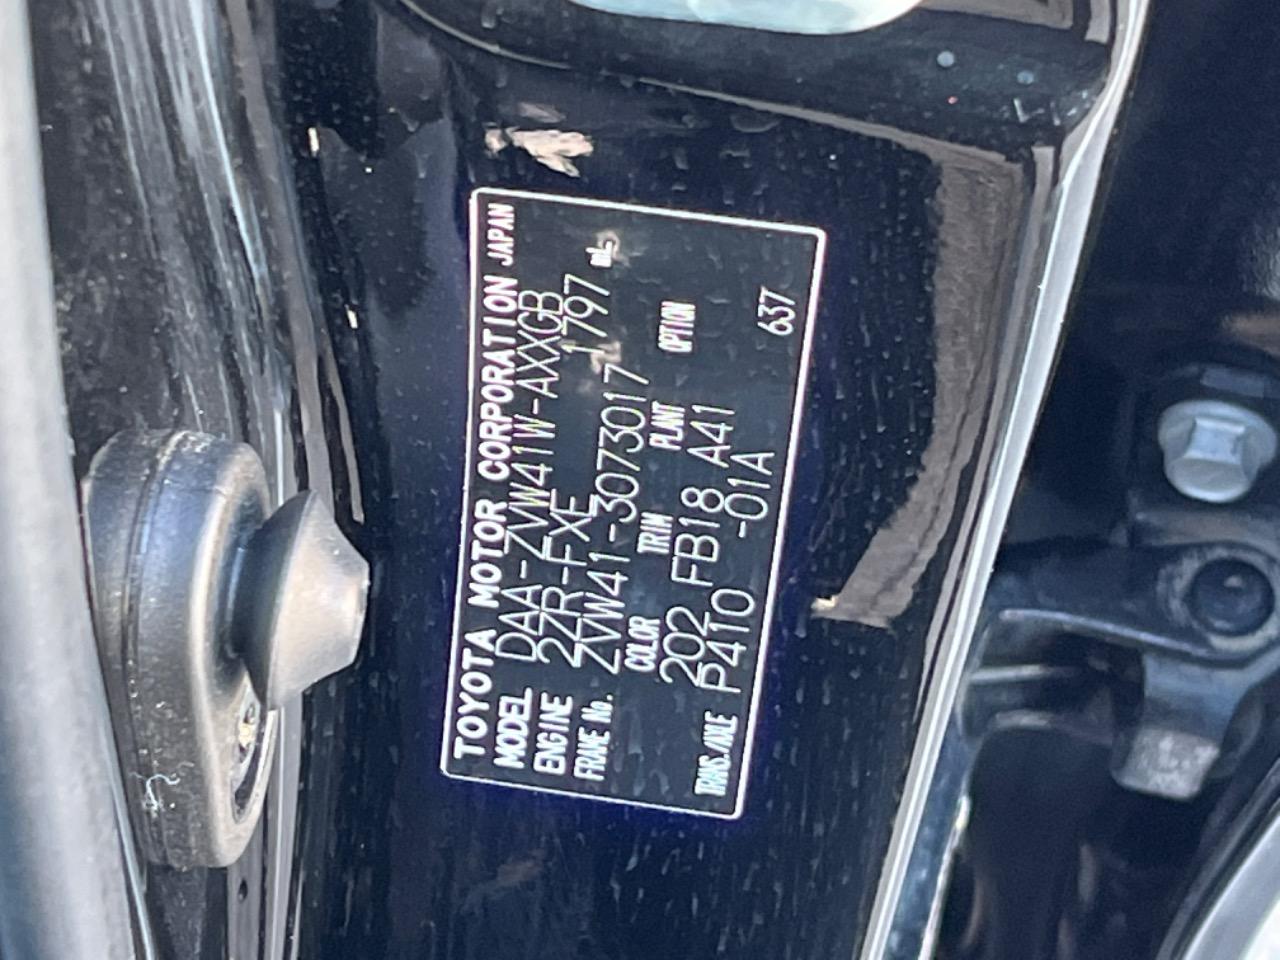 TOYOTA MOTOR CORPORATION JAPAN
MODEL DAA-ZVW41W-AXXGB
ENGINE 2ZR-FXE 1797 mL
FRAME No. ZVW41-3073017
COLOR TRIM PLANT OPTION
202 FB18 A41
TRANS./AXLE P410 -01A 637